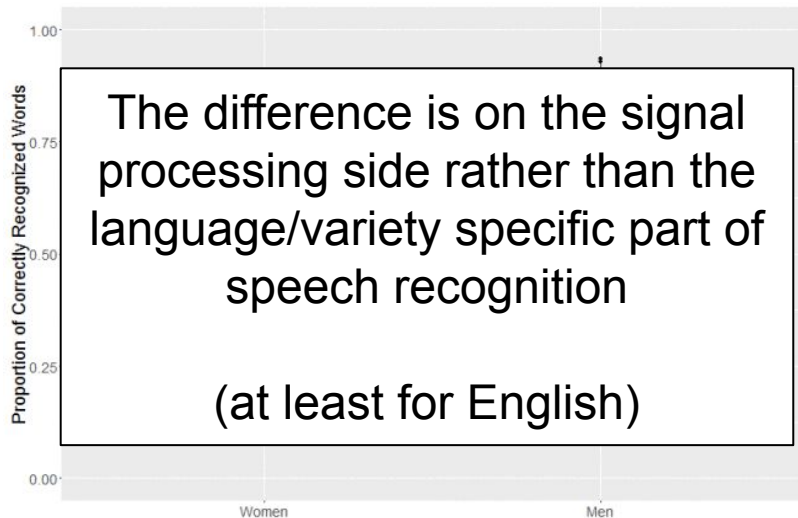 1.00
0.75
0.50
0.25
0.00
Proportion of Correctly Recognized Words
The difference is on the signal
processing side rather than the
language/variety specific part of
speech recognition
(at least for English)
Women
Men